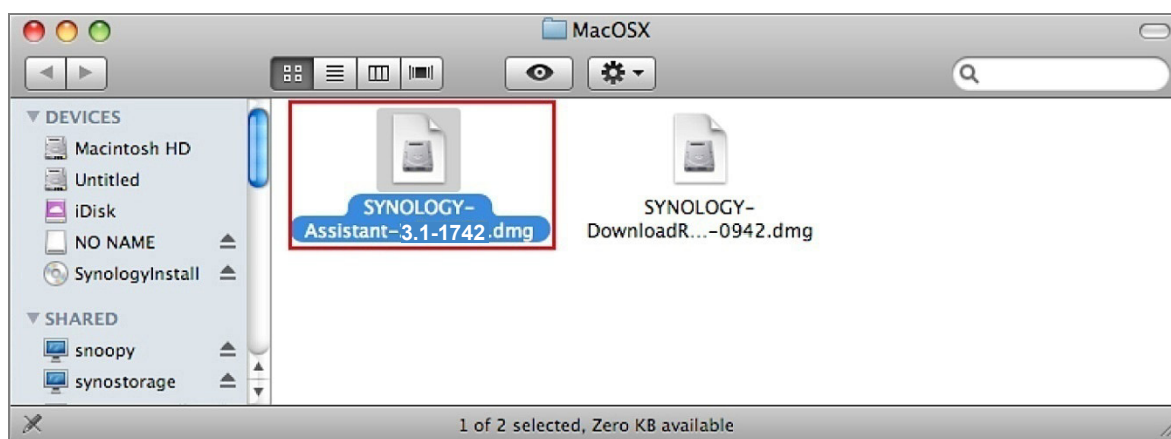 MacOSX
DEVICES
Macintosh HD
Untitled
iDisk
NO NAME
SynologyInstall
SHARED
snoopy
synostorage
SYNOLOGY-
Assistant-3.1-1742.dmg
SYNOLOGY-
DownloadR...-0942.dmg
1 of 2 selected, Zero KB available